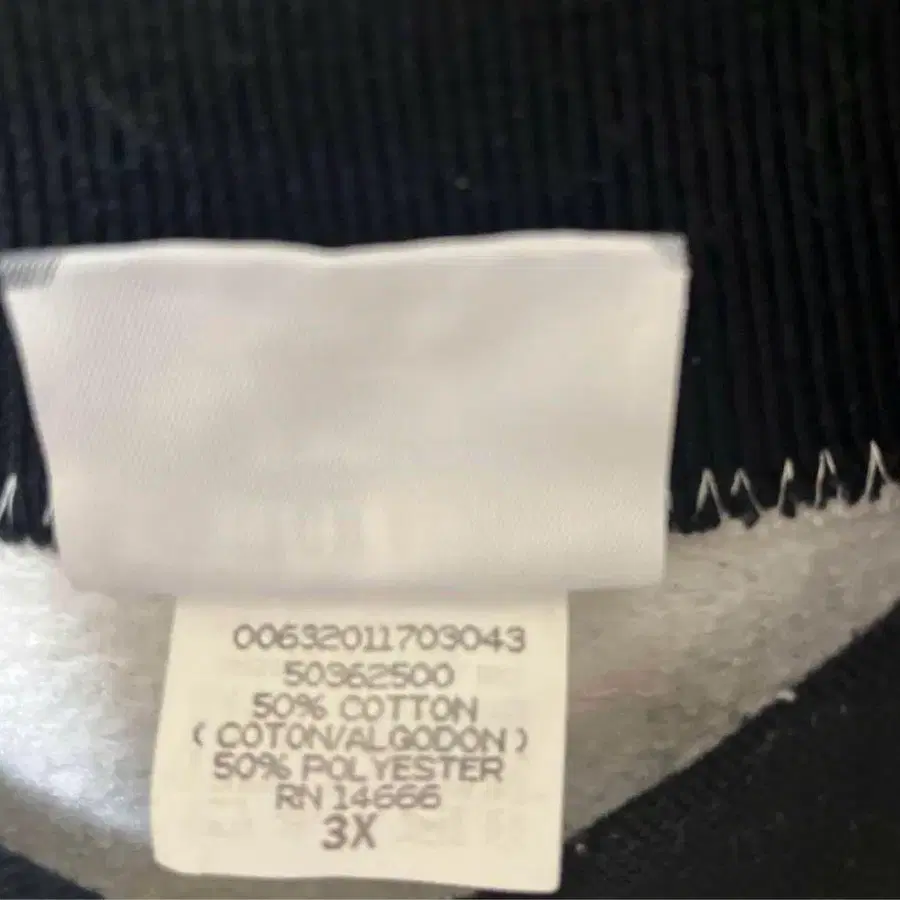 00632011703043
50362500
50% COTTON
( COTON/ALGODON )
50% POLYESTER
RN 14666
3X